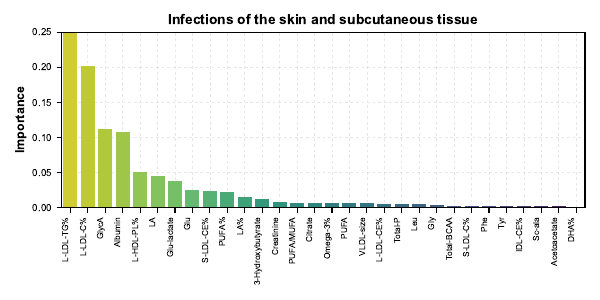 Infections of the skin and subcutaneous tissue
Importance
0.25
0.20
0.15
0.10
0.05
0.00
L-LDL-TG%
L-LDL-C%
GlycA
Albumin
L-HDL-PL%
LA
Glu-lactate
Glu
S-LDL-CE%
PUFA%
LA%
3-Hydroxybutyrate
Creatinine
PUFA/MUFA
Citrate
Omega-3%
PUFA
VLDL-size
L-LDL-CE%
Total-P
Leu
Gly
Total-BCAA
S-LDL-C%
Phe
Tyr
IDL-CE%
Sc-ala
Acetoacetate
DHA%